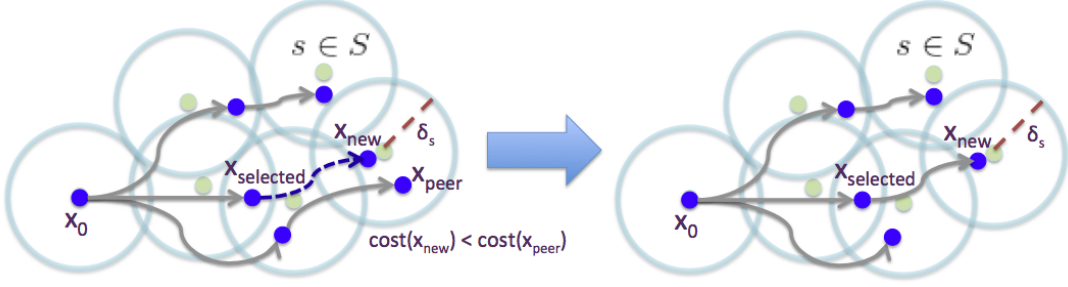 s ∈ S
x_new
δ_s
x_selected
x_peer
x_0
cost(x_new) < cost(x_peer)
s ∈ S
x_new
δ_s
x_selected
x_0